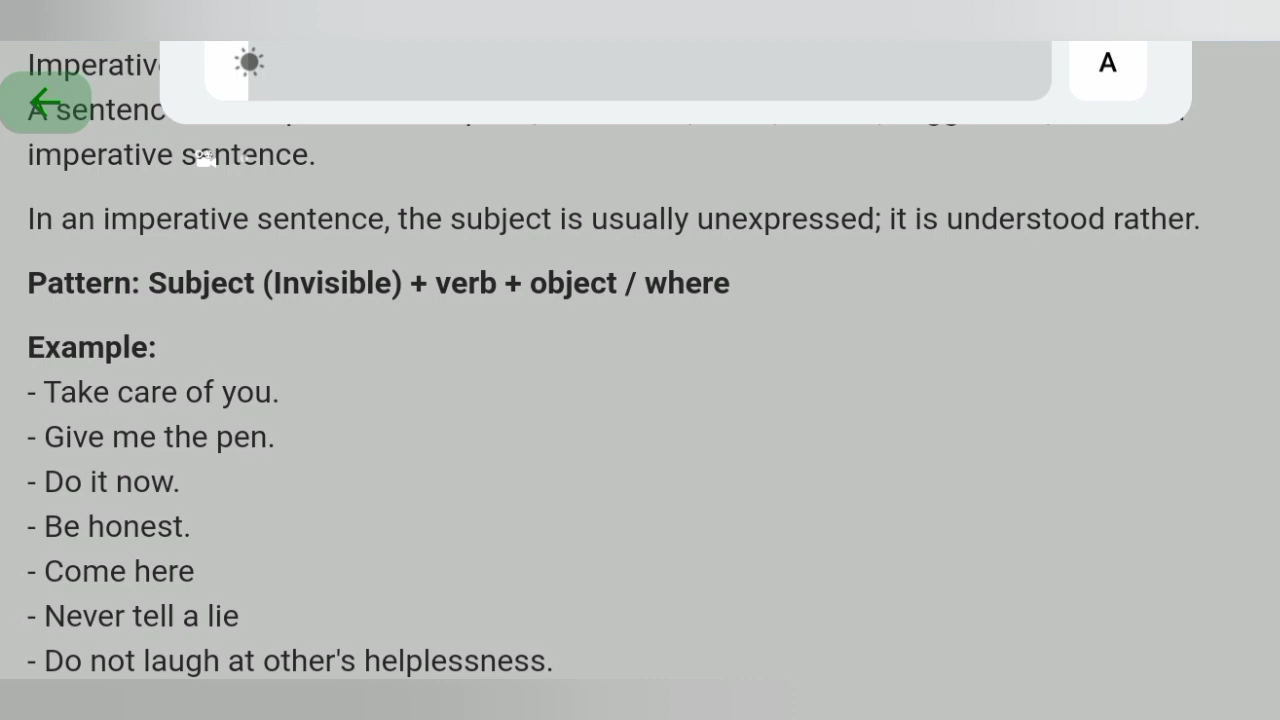 Imperativ
A
A sentenc
imperative sentence.
In an imperative sentence, the subject is usually unexpressed; it is understood rather.
Pattern: Subject (Invisible) + verb + object / where
Example:
- Take care of you.
- Give me the pen.
- Do it now.
- Be honest.
- Come here
- Never tell a lie
- Do not laugh at other's helplessness.